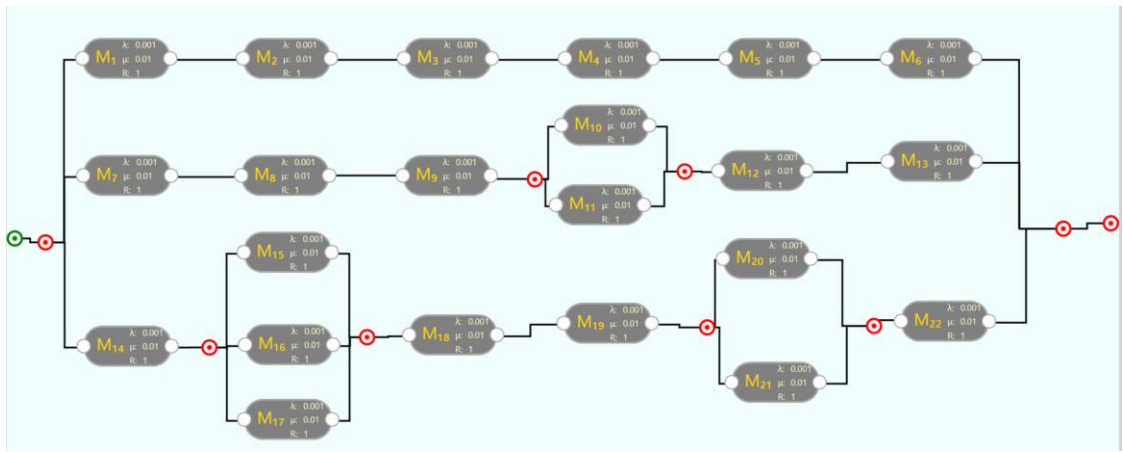 M1 λ: 0.001 μ: 0.01 R: 1
M2 λ: 0.001 μ: 0.01 R: 1
M3 λ: 0.001 μ: 0.01 R: 1
M4 λ: 0.001 μ: 0.01 R: 1
M5 λ: 0.001 μ: 0.01 R: 1
M6 λ: 0.001 μ: 0.01 R: 1
M7 λ: 0.001 μ: 0.01 R: 1
M8 λ: 0.001 μ: 0.01 R: 1
M9 λ: 0.001 μ: 0.01 R: 1
M10 λ: 0.001 μ: 0.01 R: 1
M11 λ: 0.001 μ: 0.01 R: 1
M12 λ: 0.001 μ: 0.01 R: 1
M13 λ: 0.001 μ: 0.01 R: 1
M14 λ: 0.001 μ: 0.01 R: 1
M15 λ: 0.001 μ: 0.01 R: 1
M16 λ: 0.001 μ: 0.01 R: 1
M17 λ: 0.001 μ: 0.01 R: 1
M18 λ: 0.001 μ: 0.01 R: 1
M19 λ: 0.001 μ: 0.01 R: 1
M20 λ: 0.001 μ: 0.01 R: 1
M21 λ: 0.001 μ: 0.01 R: 1
M22 λ: 0.001 μ: 0.01 R: 1